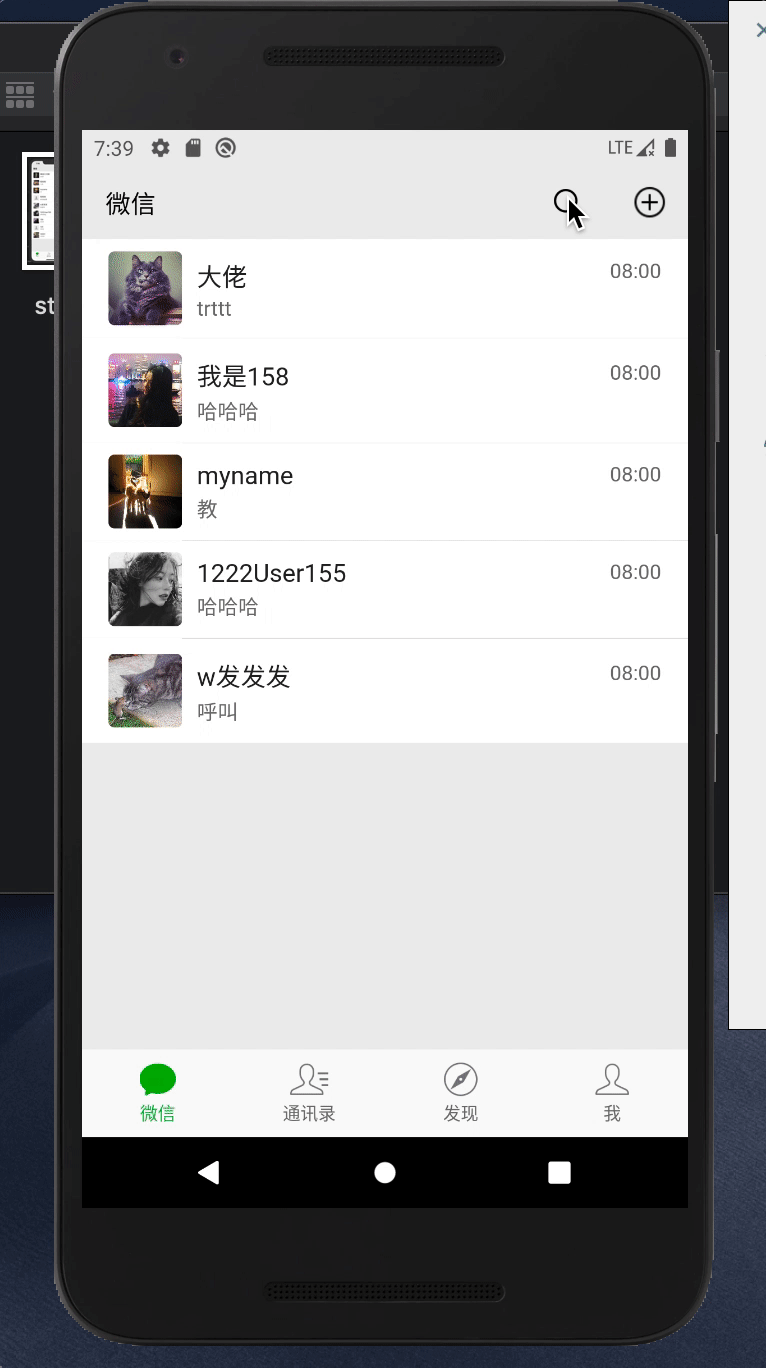 st
7:39
LTE
微信
大佬
08:00
trttt
我是158
08:00
哈哈哈
myname
08:00
教
1222User155
08:00
哈哈哈
w发发发
08:00
呼叫
微信
通讯录
发现
我